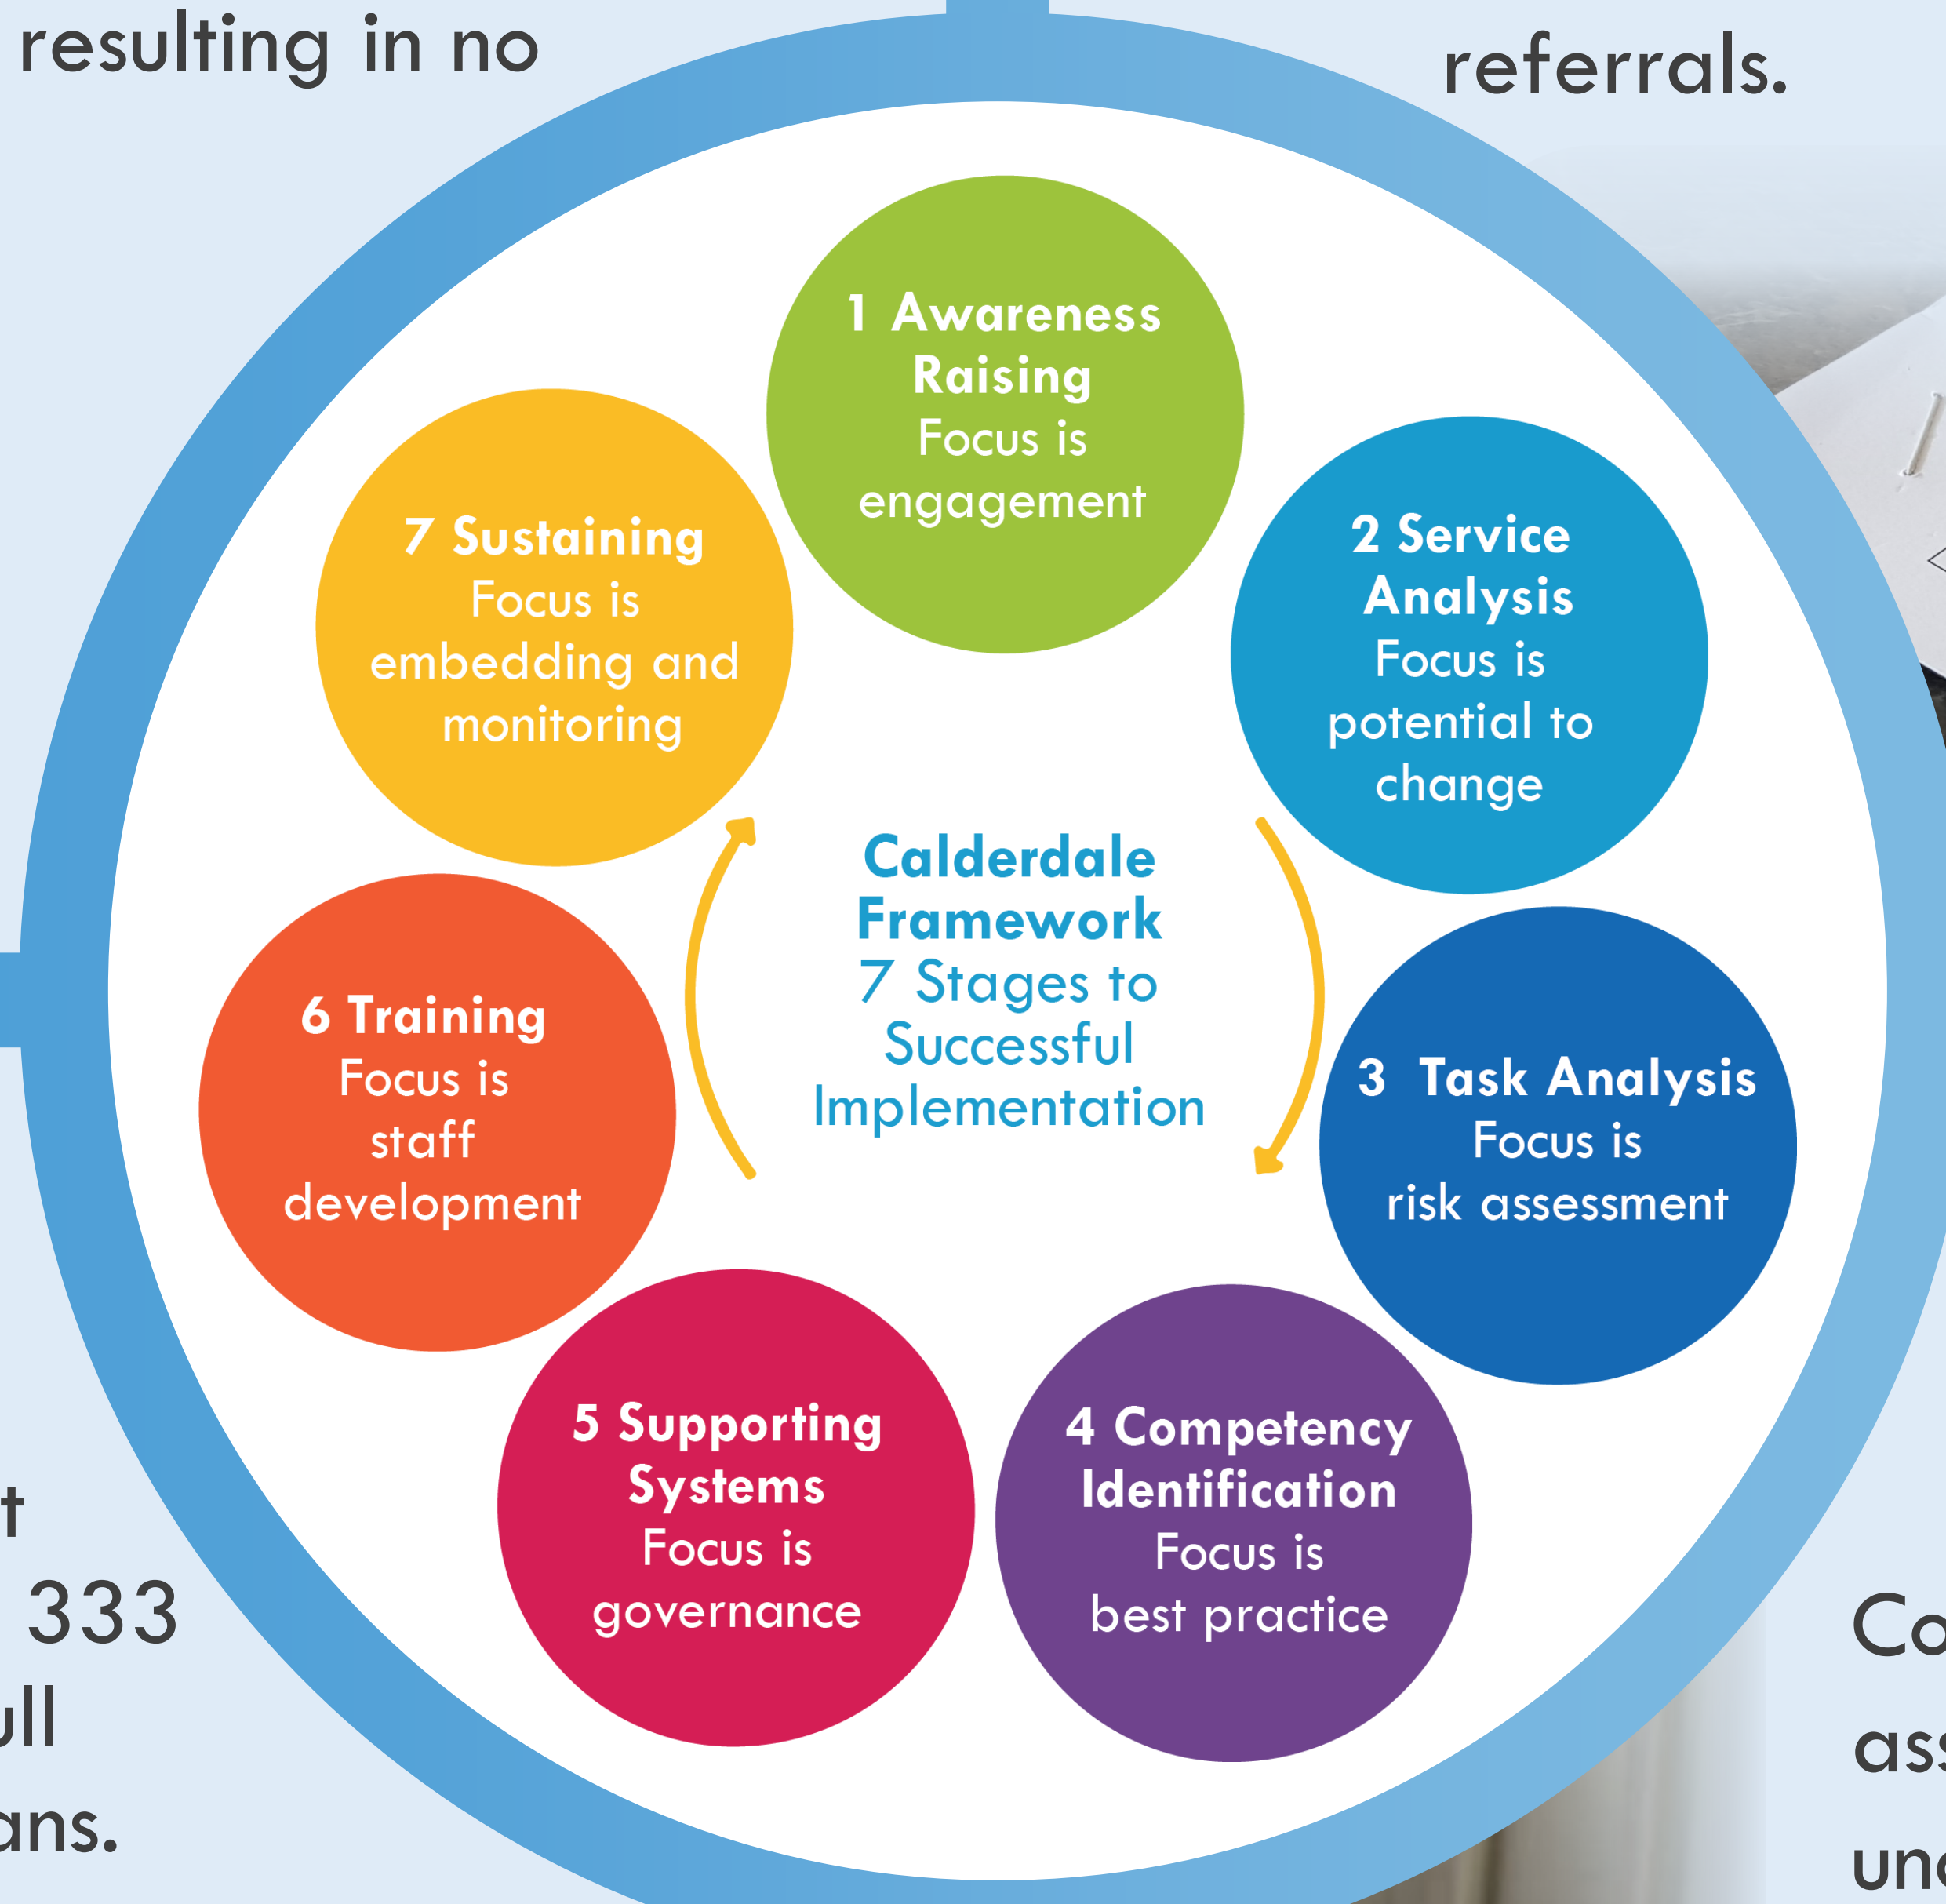 resulting in no
referrals.
1 Awareness
Raising
Focus is
engagement
2 Service
Analysis
Focus is
potential to
change
3 Task Analysis
Focus is
risk assessment
4 Competency
Identification
Focus is
best practice
5 Supporting
Systems
Focus is
governance
6 Training
Focus is
staff
development
7 Sustaining
Focus is
embedding and
monitoring
Calderdale
Framework
7 Stages to
Successful
Implementation
333